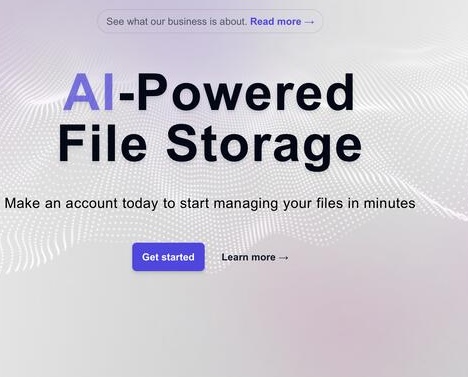 See what our business is about. Read more →
AI-Powered
File Storage
Make an account today to start managing your files in minutes
Get started Learn more →